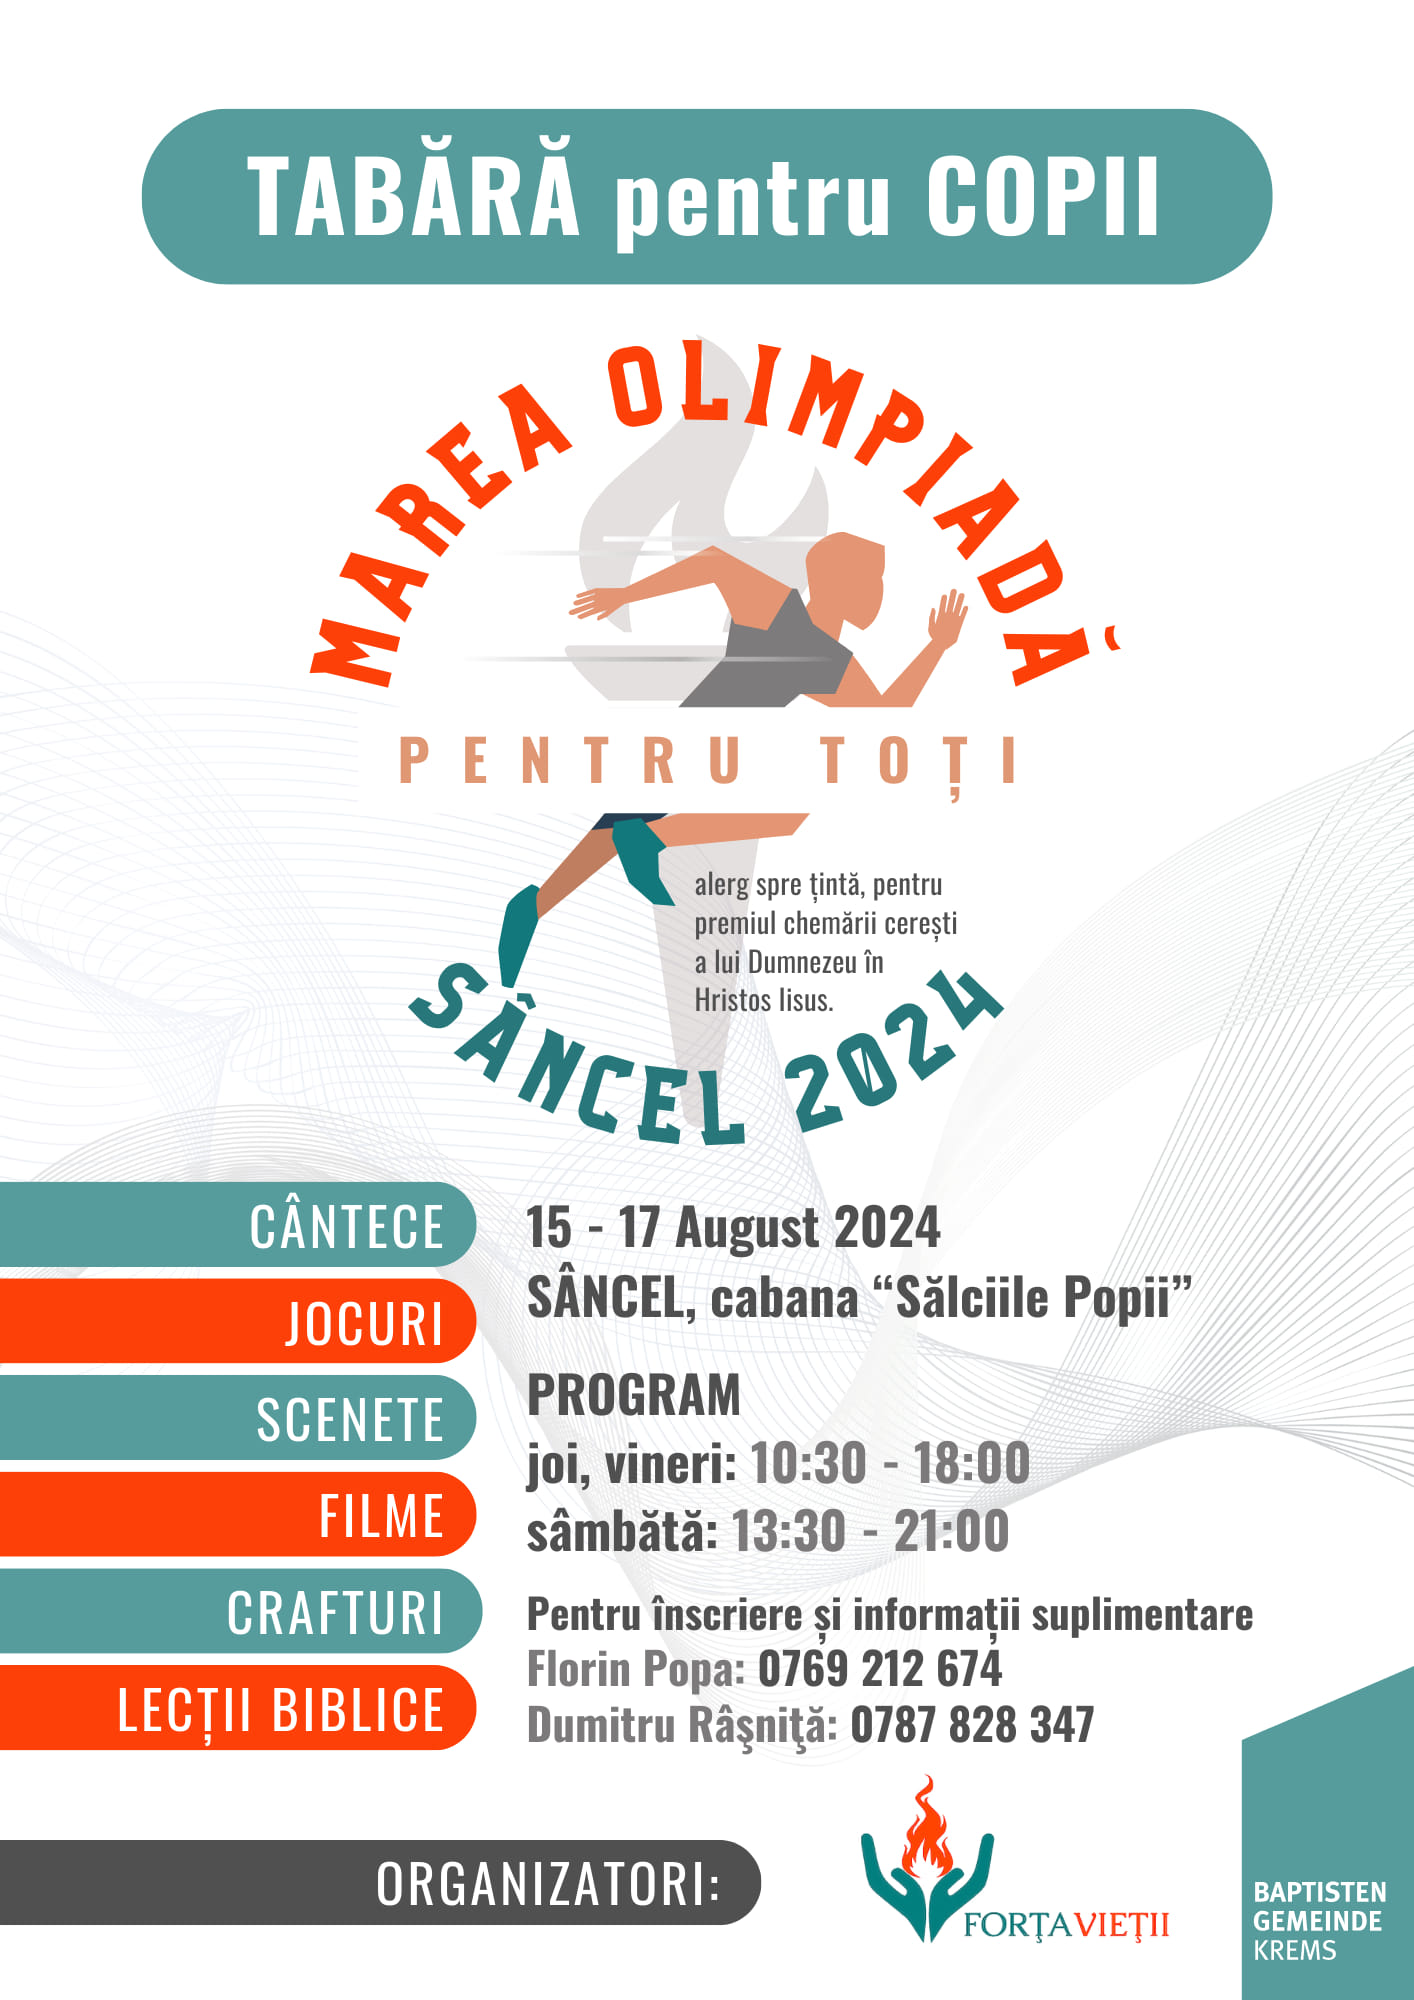 TABĂRĂ pentru COPII
MAREA OLIMPIADĂ
PENTRU TOȚI
alerg spre țintă, pentru
premiul chemării cerești
a lui Dumnezeu în
Hristos Iisus.
SÂNCEL 2024
CÂNTECE
JOCURI
SCENETE
FILME
CRAFTURI
LECȚII BIBLICE
15 - 17 August 2024
SÂNCEL, cabana “Sălciile Popii”
PROGRAM
joi, vineri: 10:30 - 18:00
sâmbătă: 13:30 - 21:00
Pentru înscriere și informații suplimentare
Florin Popa: 0769 212 674
Dumitru Râşniţă: 0787 828 347
ORGANIZATORI:
FORŢAVIEŢII
BAPTISTEN
GEMEINDE
KREMS